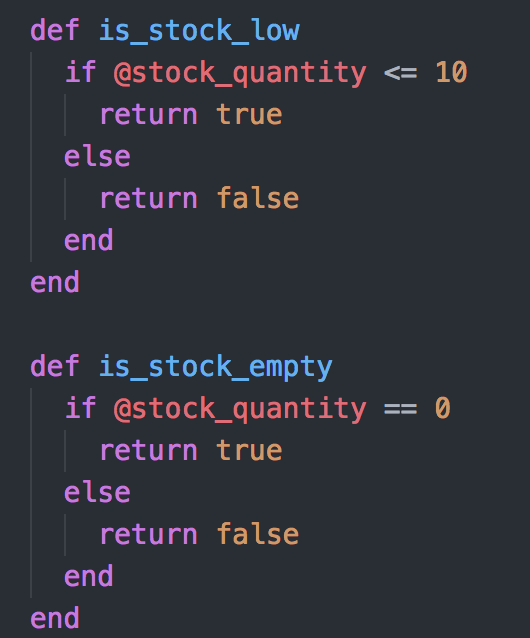 def is_stock_low
if @stock_quantity <= 10
return true
else
return false
end
end
def is_stock_empty
if @stock_quantity == 0
return true
else
return false
end
end